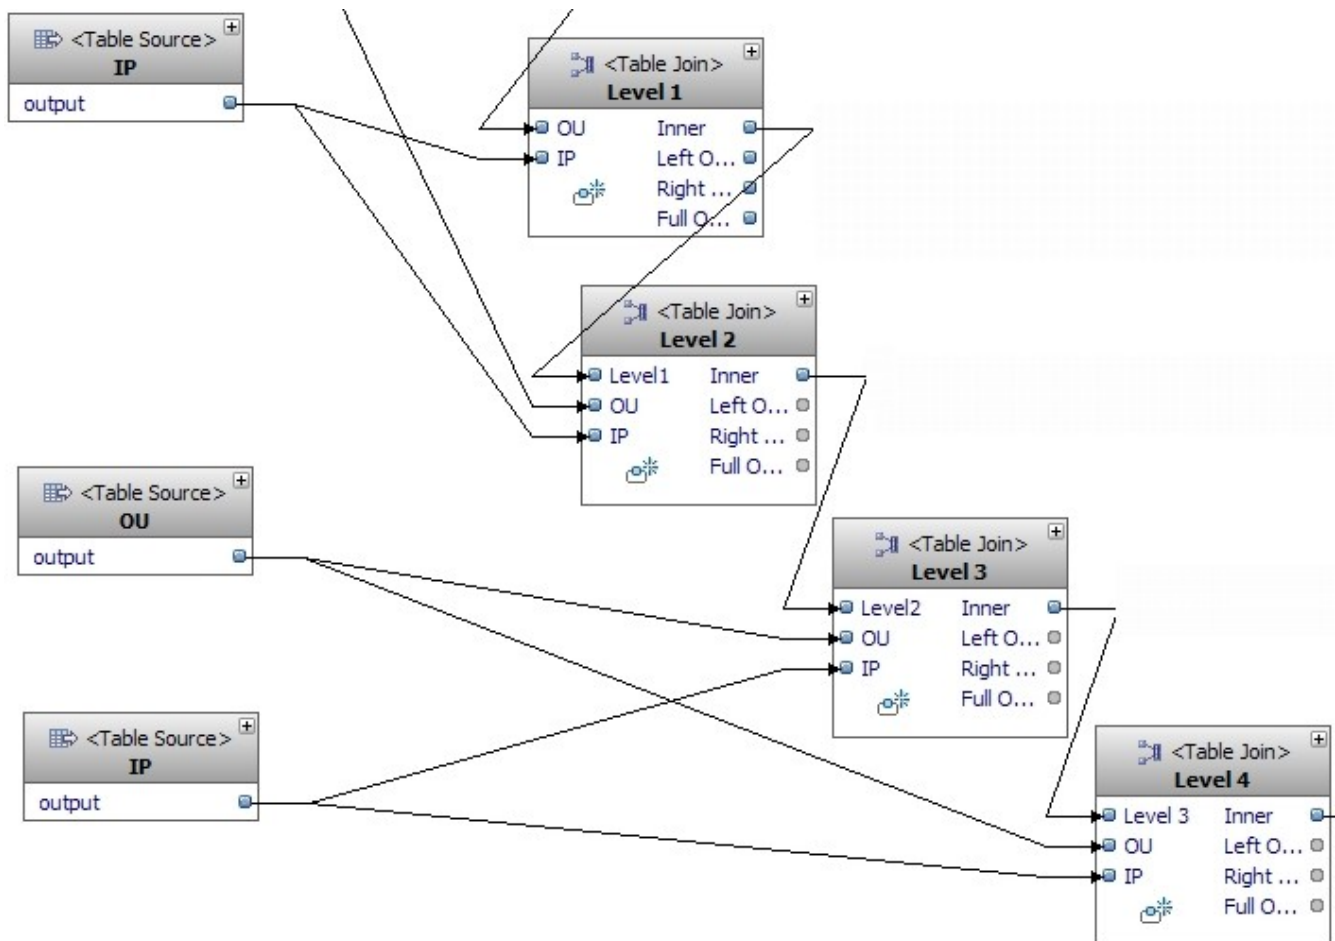 <Table Source>
IP
output
<Table Join>
Level 1
OU Inner
IP Left O...
Right ...
Full O...
<Table Join>
Level 2
Level1 Inner
OU Left O...
IP Right ...
Full O...
<Table Source>
OU
output
<Table Join>
Level 3
Level2 Inner
OU Left O...
IP Right ...
Full O...
<Table Source>
IP
output
<Table Join>
Level 4
Level 3 Inner
OU Left O...
IP Right ...
Full O...